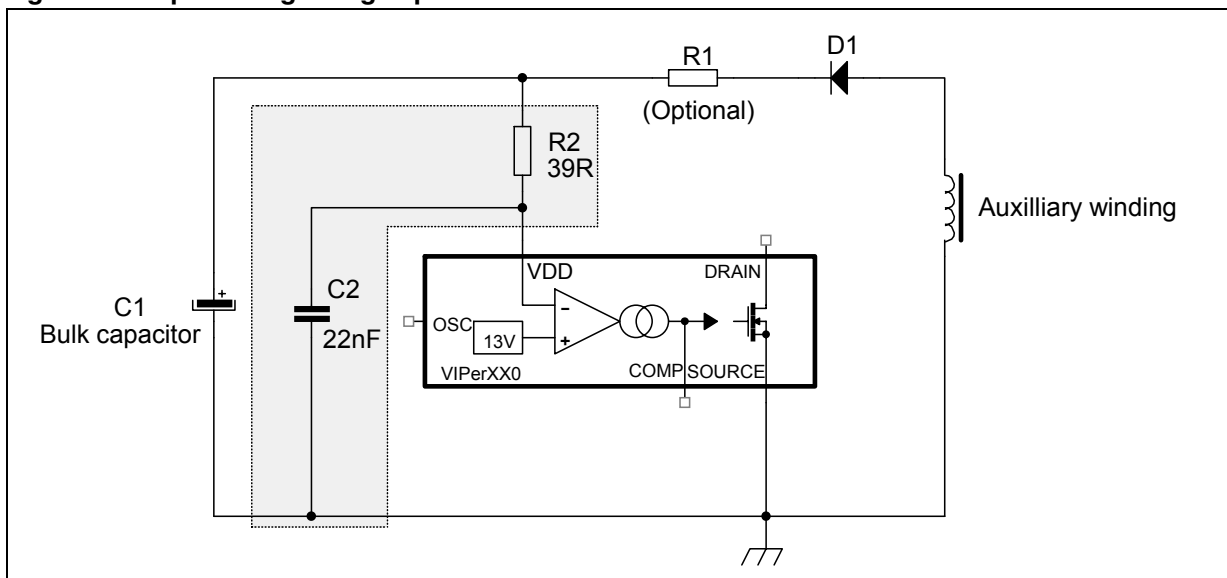 D1
R1
(Optional)
R2
39R
Auxilliary winding
VDD
DRAIN
C2
22nF
C1
Bulk capacitor
+
OSC
13V
−
+
VIPerXX0
COMP
SOURCE